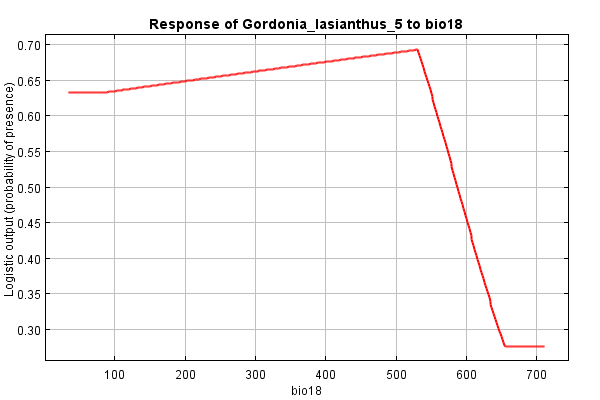 Response of Gordonia_lasianthus_5 to bio18
Logistic output (probability of presence)
0.70
0.65
0.60
0.55
0.50
0.45
0.40
0.35
0.30
100 200 300 400 500 600 700
bio18